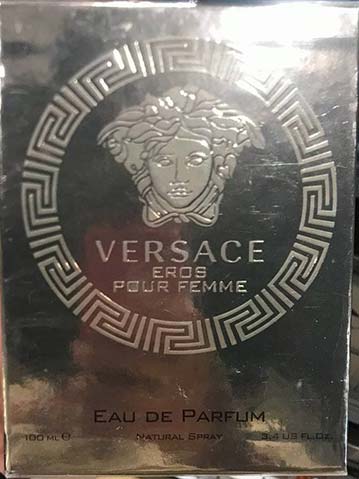 VERSACE
EROS
POUR FEMME
EAU DE PARFUM
100 ML ℮ NATURAL SPRAY 3.4 US FL.OZ.